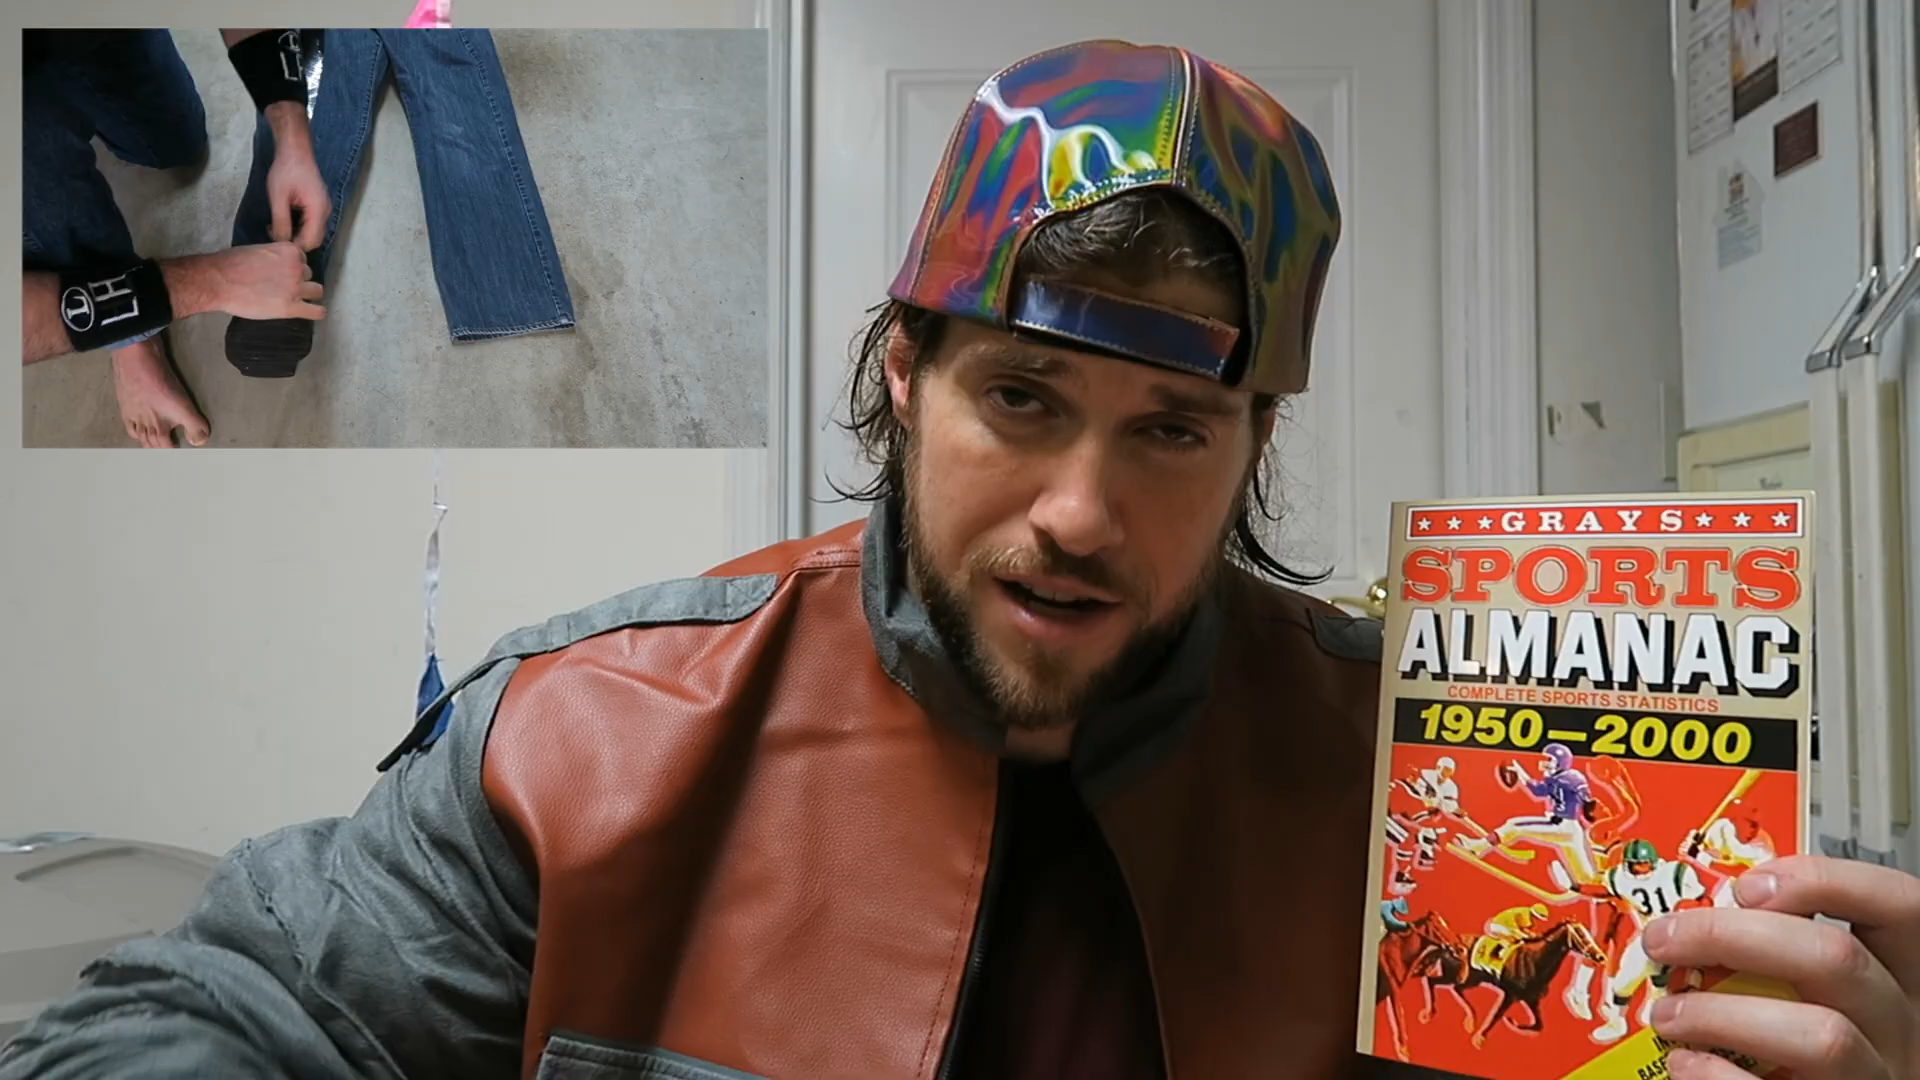 LH
L LH
GRAYS
SPORTS
ALMANAC
COMPLETE SPORTS STATISTICS
1950-2000
31